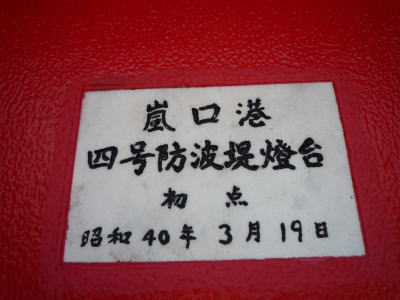 嵐口港
四号防波堤燈台
初点
昭和40年3月19日